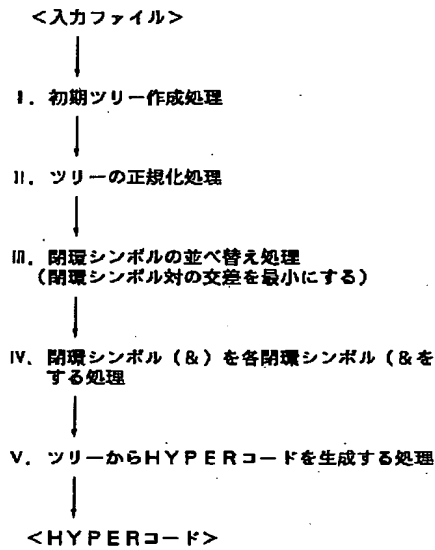 <入力ファイル>
I. 初期ツリー作成処理
II. ツリーの正規化処理
III. 閉環シンボルの並べ替え処理
(閉環シンボル対の交差を最小にする)
IV. 閉環シンボル(&)を各閉環シンボル(&を
する処理
V. ツリーからHYPERコードを生成する処理
<HYPERコード>